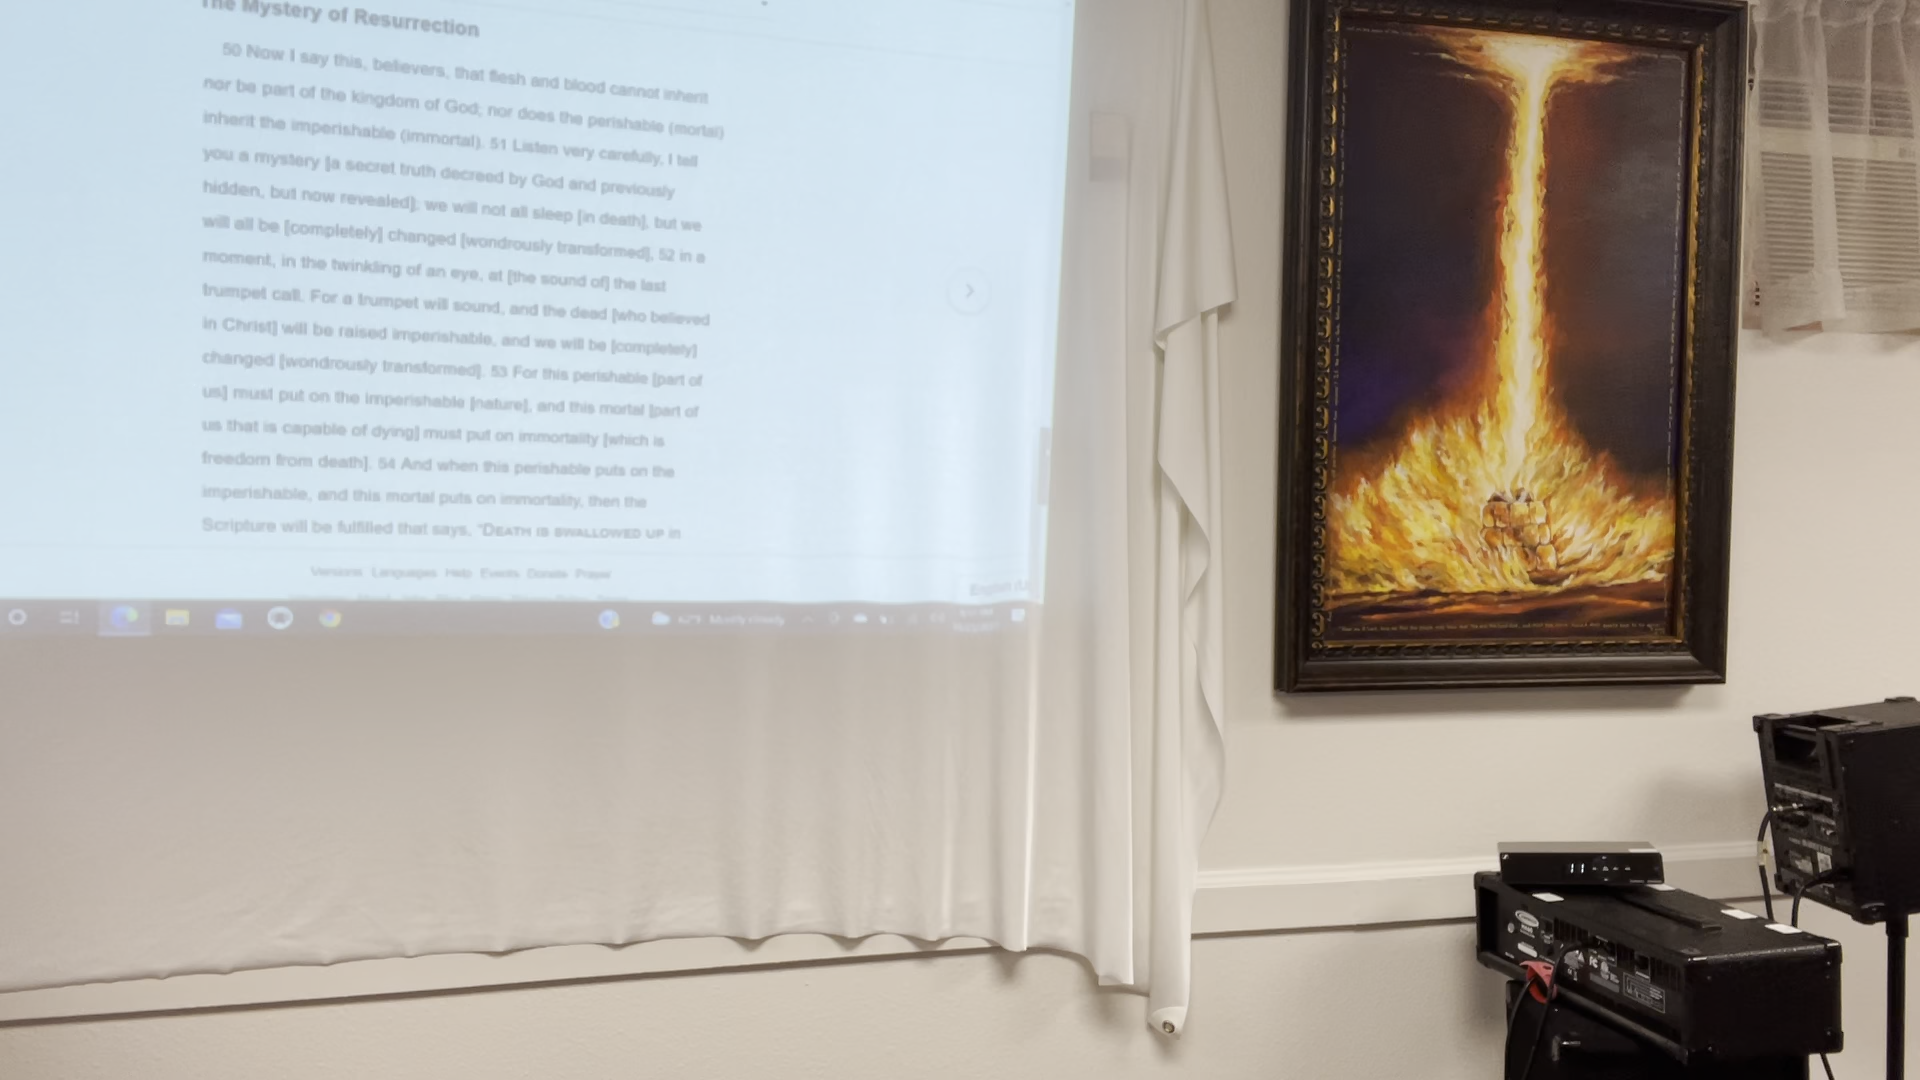 The Mystery of Resurrection
50 Now I say this, believers, that flesh and blood cannot inherit
nor be part of the kingdom of God; nor does the perishable (mortal)
inherit the imperishable (immortal). 51 Listen very carefully, I tell
you a mystery [a secret truth decreed by God and previously
hidden, but now revealed]; we will not all sleep [in death], but we
will all be [completely] changed [wondrously transformed], 52 in a
moment, in the twinkling of an eye, at [the sound of] the last
trumpet call. For a trumpet will sound, and the dead [who believed
in Christ] will be raised imperishable, and we will be [completely]
changed [wondrously transformed]. 53 For this perishable [part of
us] must put on the imperishable [nature], and this mortal [part of
us that is capable of dying] must put on immortality [which is
freedom from death]. 54 And when this perishable puts on the
imperishable, and this mortal puts on immortality, then the
Scripture will be fulfilled that says, “DEATH IS SWALLOWED UP in
Versions Languages Help Events Donate Prayer
English (U
62°F Mostly cloudy